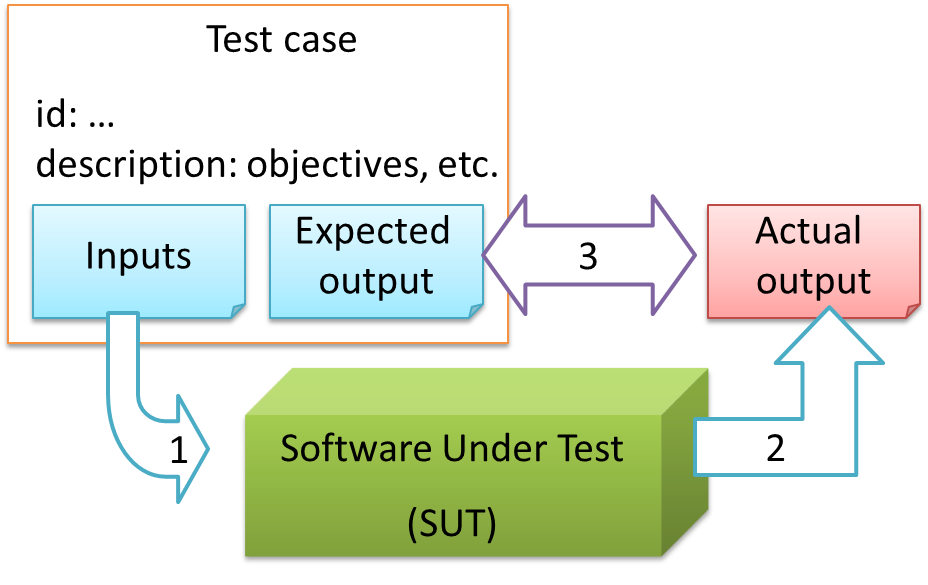 Test case
id: …
description: objectives, etc.
Inputs
Expected
output
3
Actual
output
1
Software Under Test
(SUT)
2